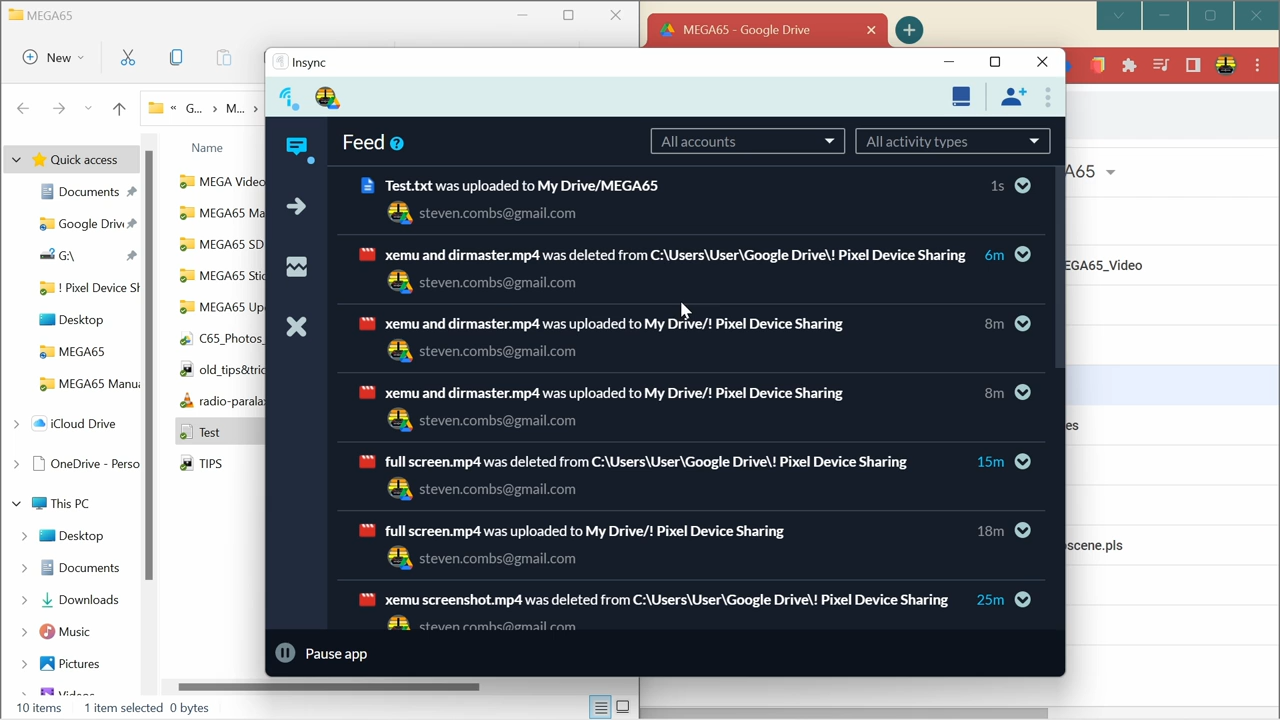 MEGA65
New
« G... > M... >
Name
Quick access
Documents
Google Driv
G:\
! Pixel Device Sh
Desktop
MEGA65
MEGA65 Manua
iCloud Drive
OneDrive - Perso
This PC
Desktop
Documents
Downloads
Music
Pictures
Videos
MEGA Video
MEGA65 Ma
MEGA65 SD
MEGA65 Stic
MEGA65 Up
C65_Photos_
old_tips&tric
radio-paralax
Test
TIPS
10 items
1 item selected 0 bytes
Insync
Feed ?
All accounts
All activity types
Test.txt was uploaded to My Drive/MEGA65
1s
steven.combs@gmail.com
xemu and dirmaster.mp4 was deleted from C:\Users\User\Google Drive\! Pixel Device Sharing
6m
steven.combs@gmail.com
xemu and dirmaster.mp4 was uploaded to My Drive/! Pixel Device Sharing
8m
steven.combs@gmail.com
xemu and dirmaster.mp4 was uploaded to My Drive/! Pixel Device Sharing
8m
steven.combs@gmail.com
full screen.mp4 was deleted from C:\Users\User\Google Drive\! Pixel Device Sharing
15m
steven.combs@gmail.com
full screen.mp4 was uploaded to My Drive/! Pixel Device Sharing
18m
steven.combs@gmail.com
xemu screenshot.mp4 was deleted from C:\Users\User\Google Drive\! Pixel Device Sharing
25m
steven.combs@gmail.com
Pause app
MEGA65 - Google Drive
A65
EGA65_Video
es
oscene.pls